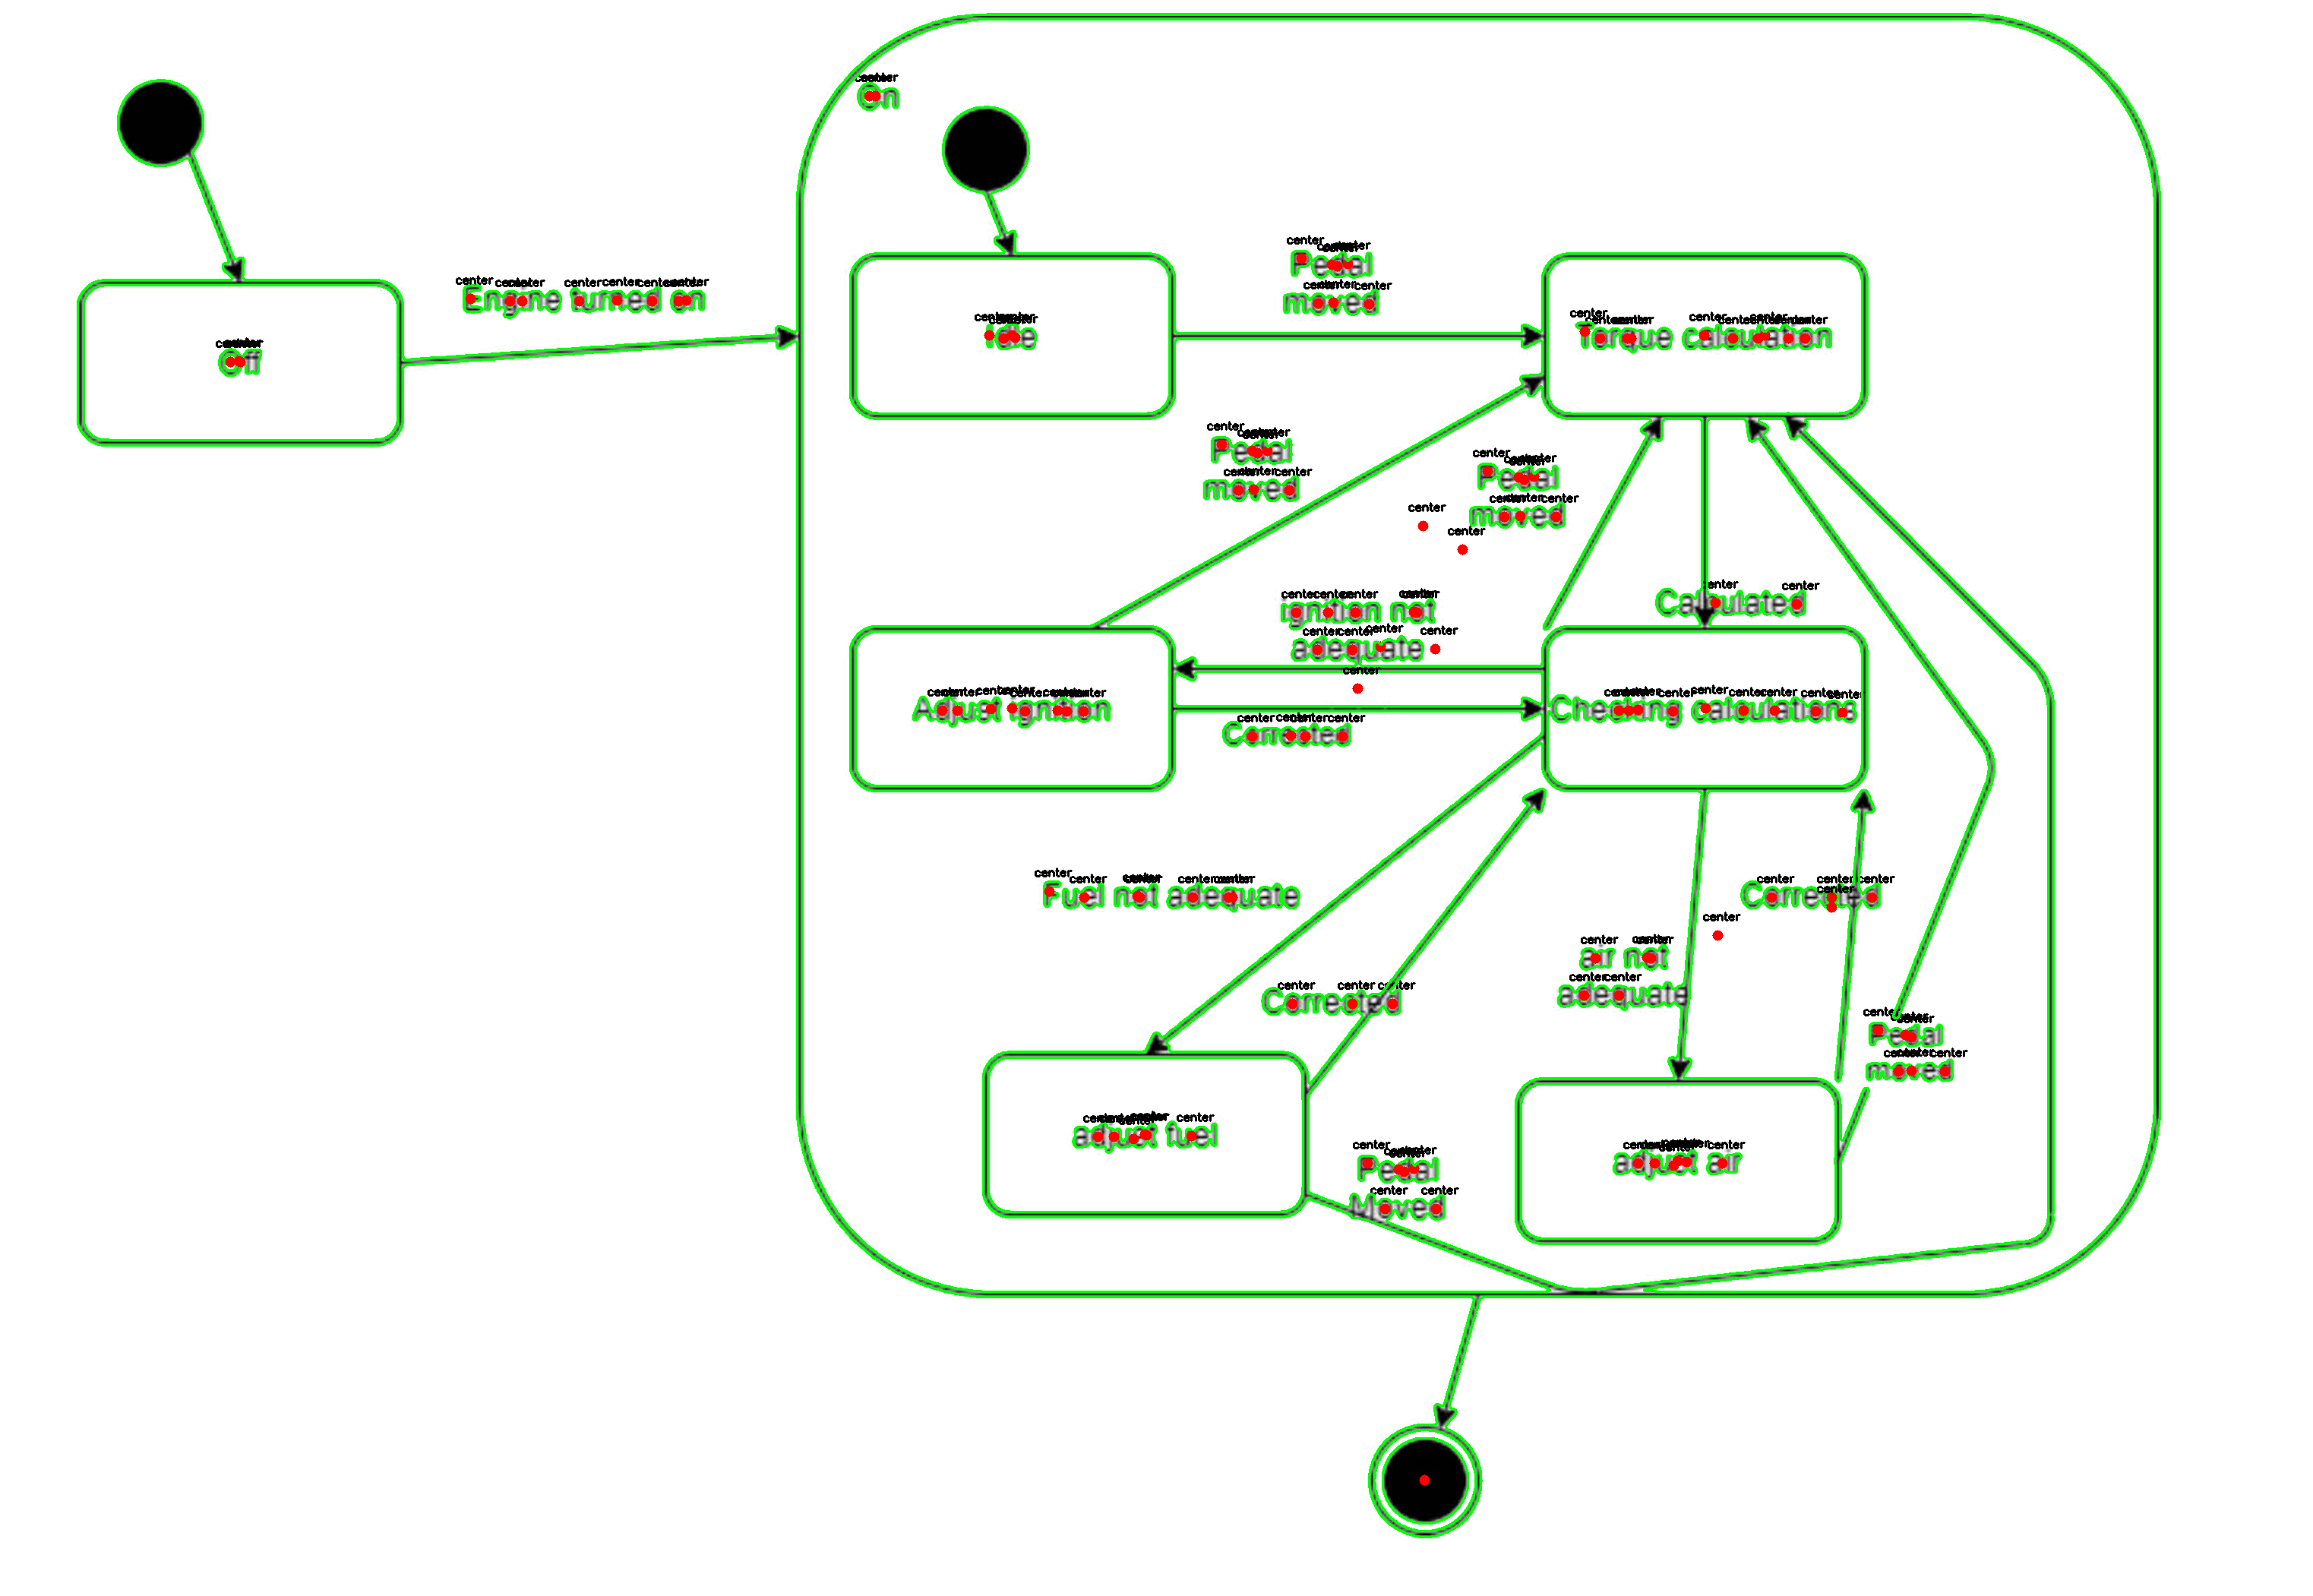 On
Engine turned on
Off
Pedal
moved
Idle
Torque calculation
Pedal
moved
Pedal
moved
Calculated
ignition not
adequate
Adjust ignition
Checking calculations
Corrected
Fuel not adequate
Corrected
air not
adequate
Corrected
Pedal
moved
adjust fuel
adjust air
Pedal
Moved
center